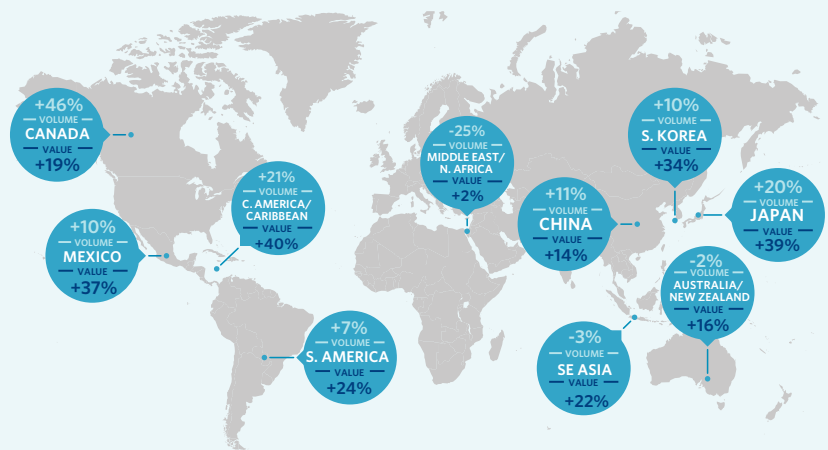 +46%
VOLUME
CANADA
VALUE
+19%
+10%
VOLUME
MEXICO
VALUE
+37%
+21%
VOLUME
C. AMERICA/
CARIBBEAN
VALUE
+40%
+7%
VOLUME
S. AMERICA
VALUE
+24%
-25%
VOLUME
MIDDLE EAST/
N. AFRICA
VALUE
+2%
+11%
VOLUME
CHINA
VALUE
+14%
+10%
VOLUME
S. KOREA
VALUE
+34%
+20%
VOLUME
JAPAN
VALUE
+39%
-2%
VOLUME
AUSTRALIA/
NEW ZEALAND
VALUE
+16%
-3%
VOLUME
SE ASIA
VALUE
+22%